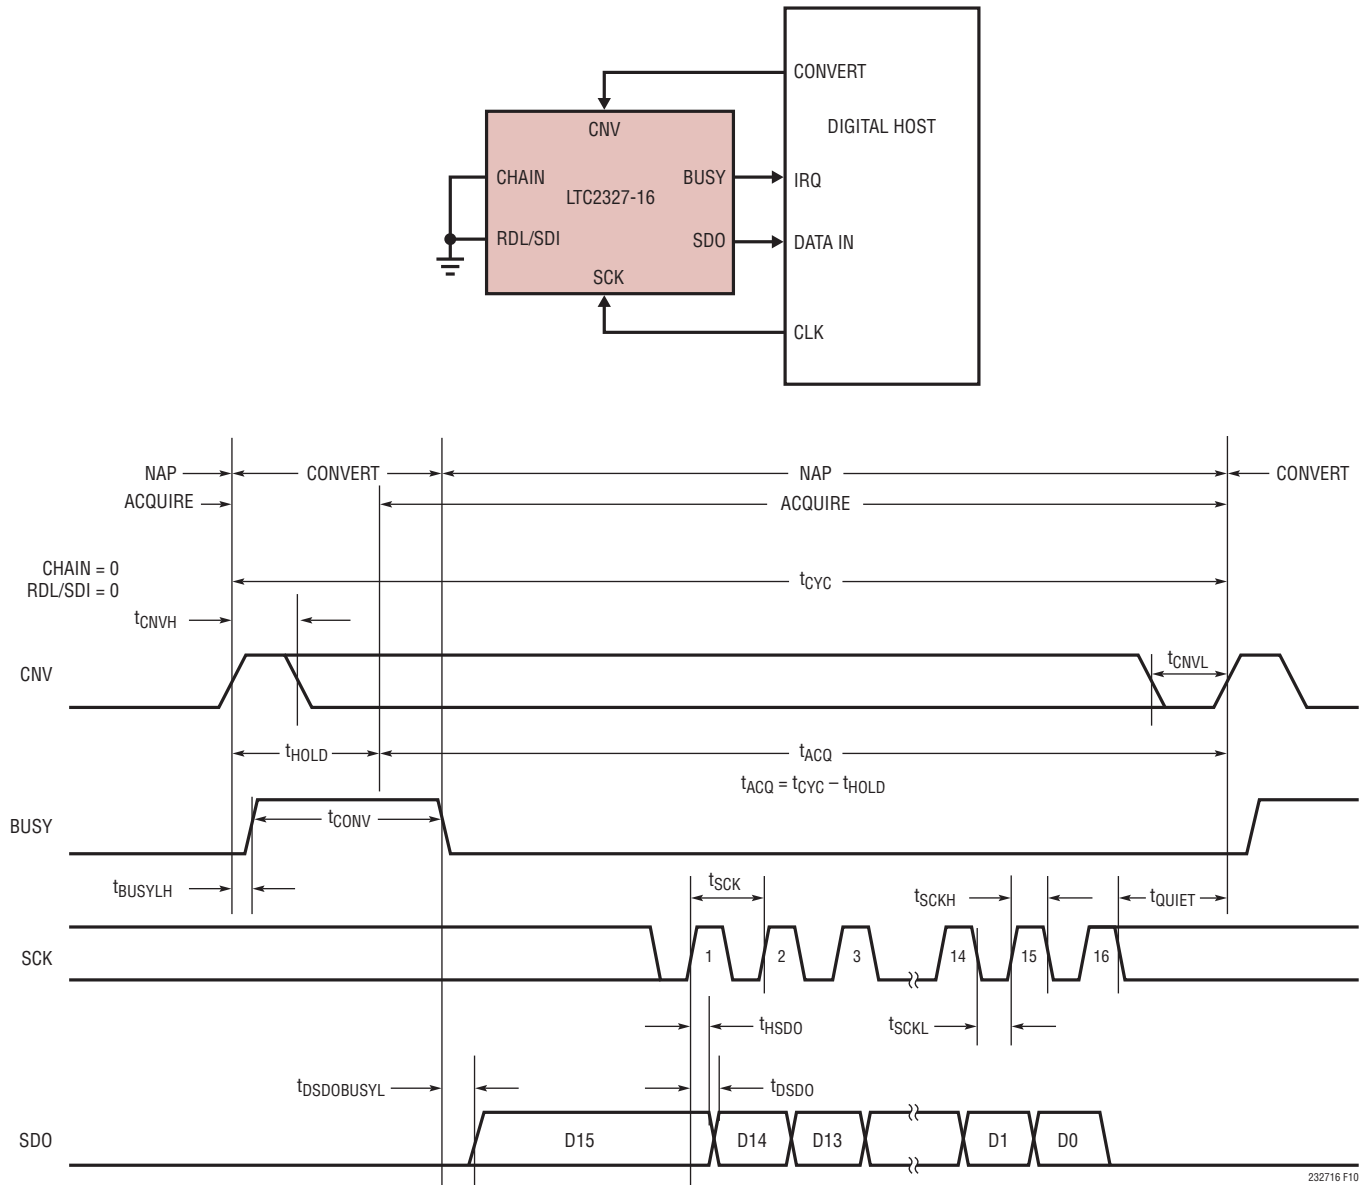 CONVERT
CNV
DIGITAL HOST
CHAIN
BUSY
IRQ
LTC2327-16
RDL/SDI
SDO
DATA IN
SCK
CLK
NAP
CONVERT
NAP
CONVERT
ACQUIRE
ACQUIRE
CHAIN = 0
RDL/SDI = 0
tCYC
tCNVH
CNV
tCNVL
tHOLD
tACQ
tACQ = tCYC – tHOLD
BUSY
tCONV
tBUSYLH
tSCK
tSCKH
tQUIET
SCK
1
2
3
14
15
16
tHSDO
tSCKL
tDSDOBUSYL
tDSDO
SDO
D15
D14
D13
D1
D0
232716 F10